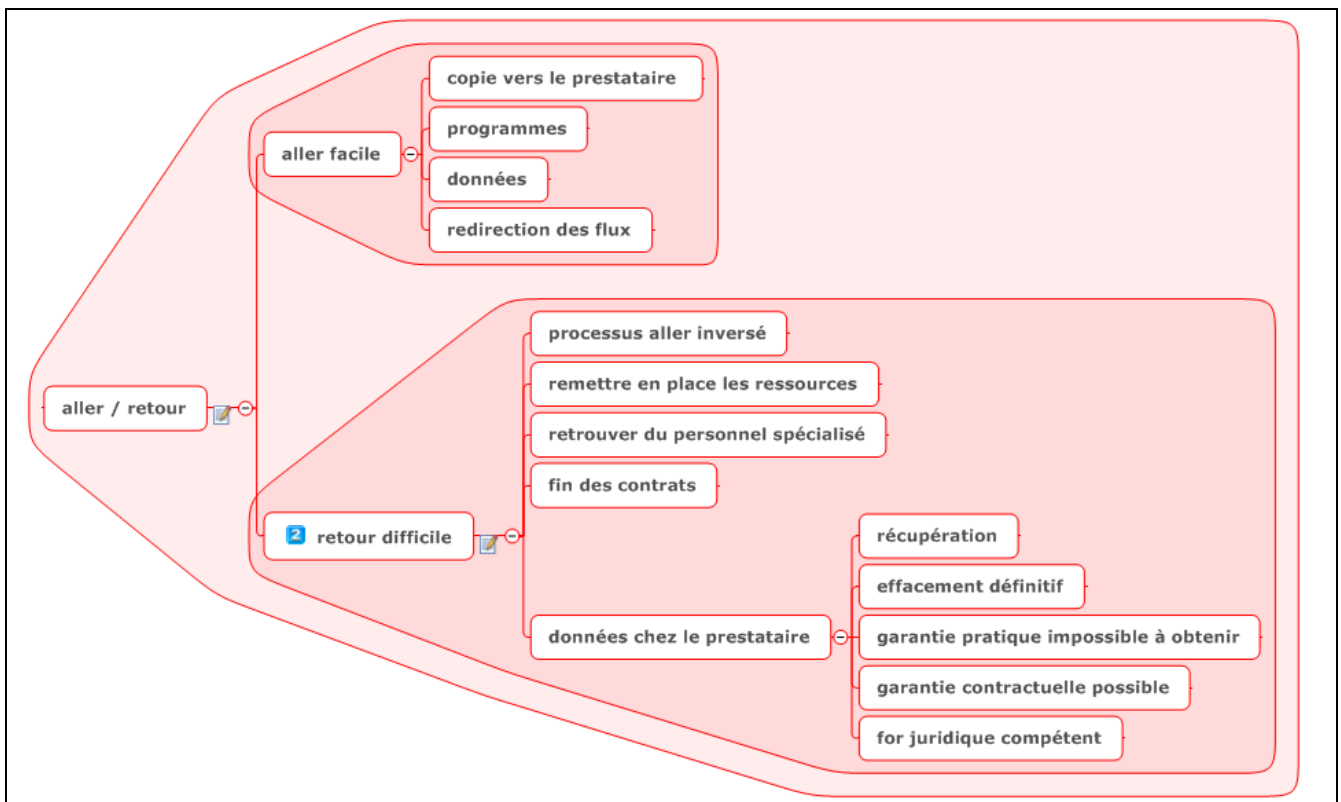 aller / retour
aller facile
copie vers le prestataire
programmes
données
redirection des flux
2 retour difficile
processus aller inversé
remettre en place les ressources
retrouver du personnel spécialisé
fin des contrats
données chez le prestataire
récupération
effacement définitif
garantie pratique impossible à obtenir
garantie contractuelle possible
for juridique compétent